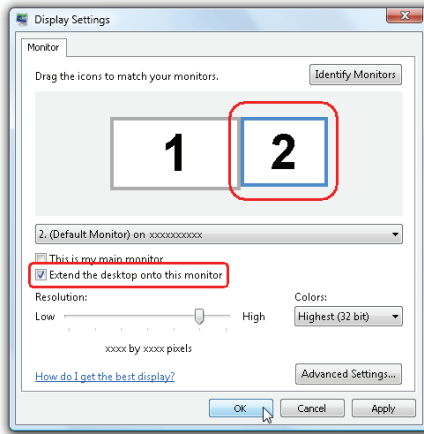 Display Settings
Monitor
Drag the icons to match your monitors.
Identify Monitors
1 2
2. (Default Monitor) on xxxxxxxxxx
This is my main monitor
Extend the desktop onto this monitor
Resolution:
Colors:
Low High
Highest (32 bit)
xxxx by xxxx pixels
How do I get the best display?
Advanced Settings...
OK Cancel Apply